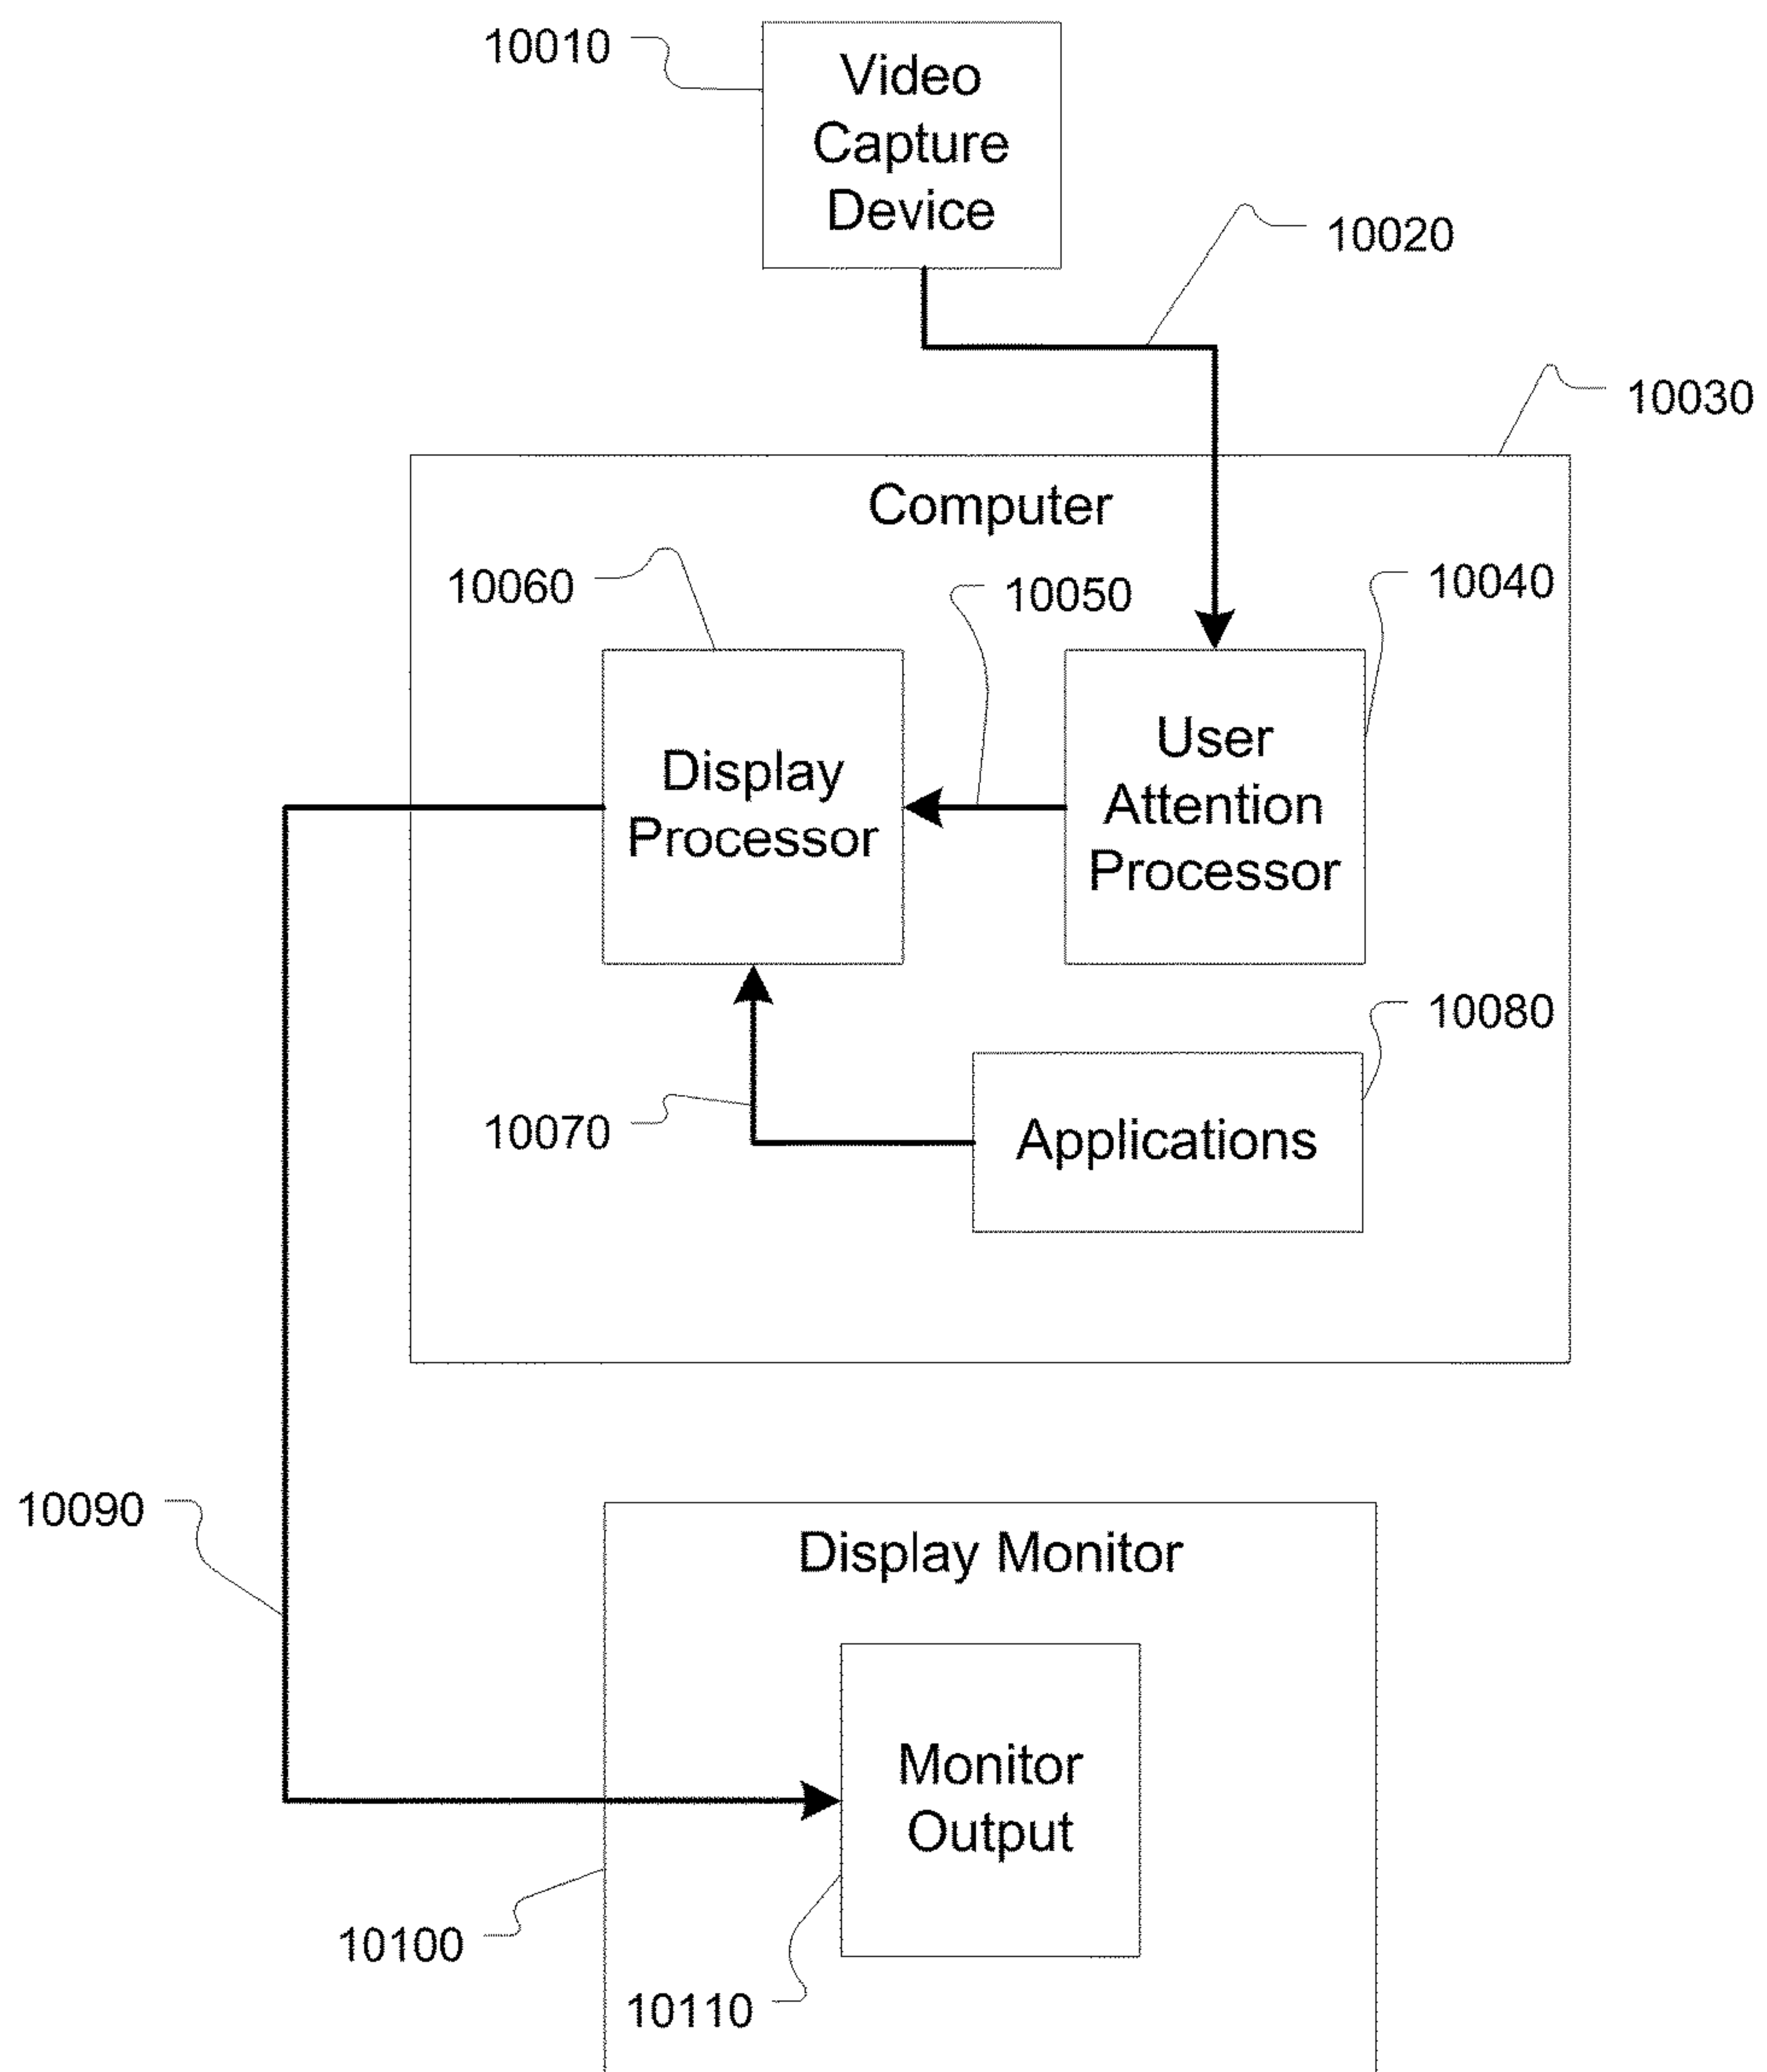 10010
Video
Capture
Device
10020
10030
Computer
10060
10050
10040
Display
Processor
User
Attention
Processor
10080
10070
Applications
10090
Display Monitor
Monitor
Output
10100
10110